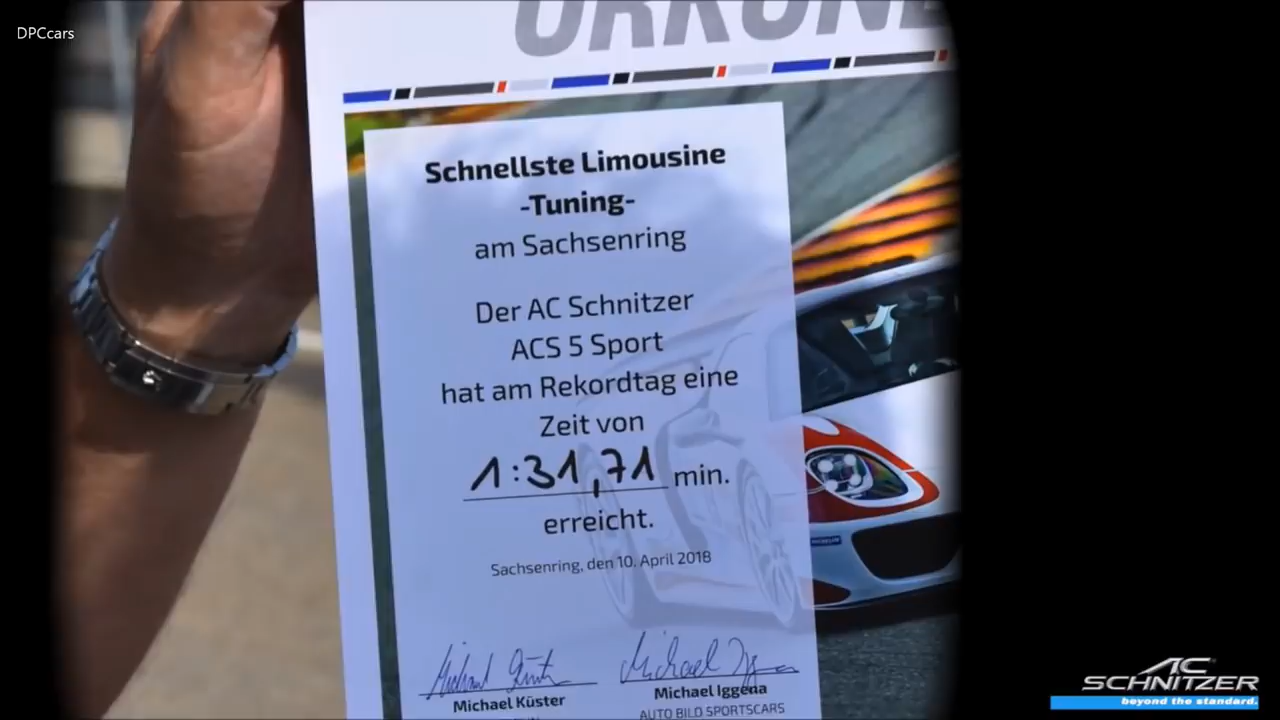 DPCcars
Schnellste Limousine
-Tuning-
am Sachsenring
Der AC Schnitzer
ACS 5 Sport
hat am Rekordtag eine
Zeit von
1:31,71 min.
erreicht.
Sachsenring, den 10. April 2018
Michael Küster
Michael Iggena
AUTO BILD SPORTSCARS
AC
SCHNITZER
beyond the standard.